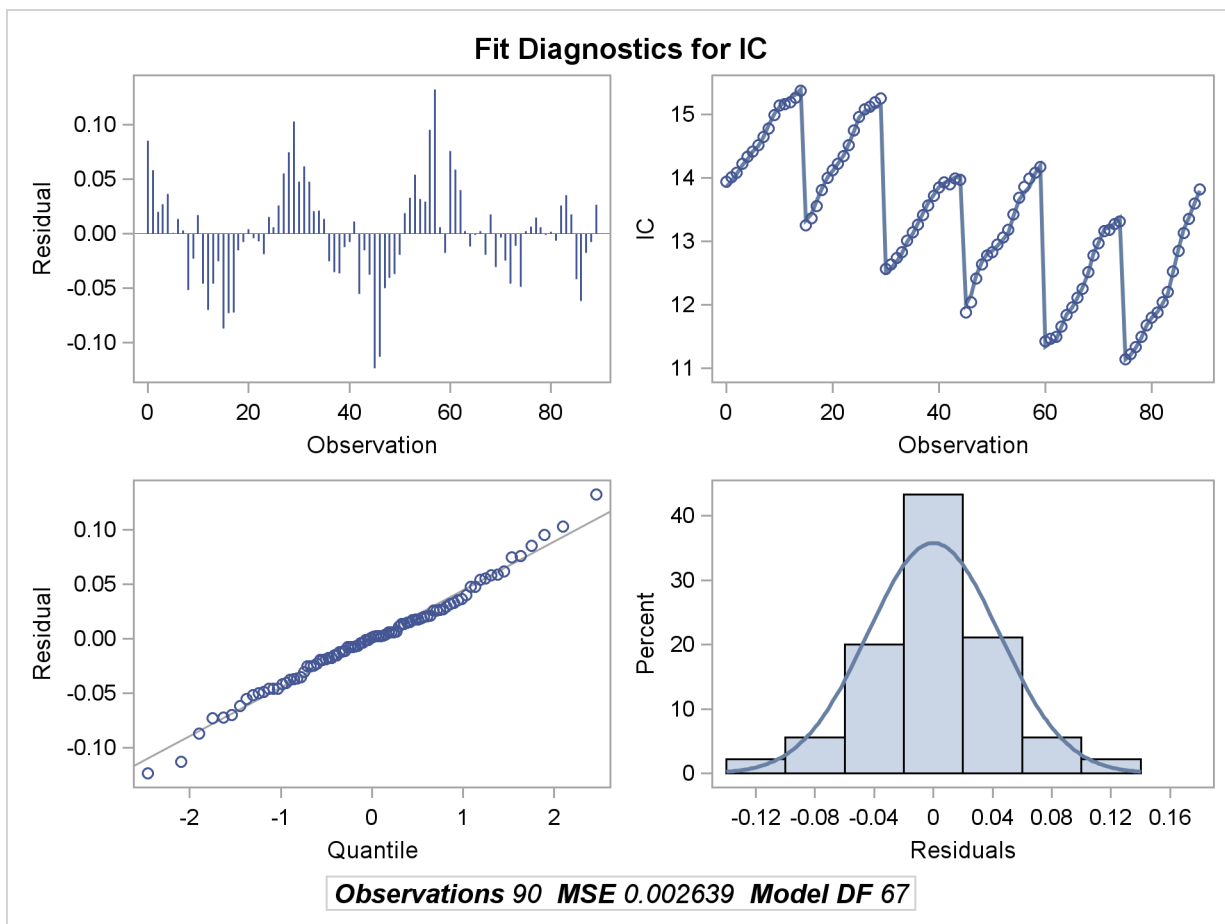 Fit Diagnostics for IC
0.10
0.05
0.00
-0.05
-0.10
Residual
0 20 40 60 80
Observation
15
14
13
12
11
IC
0 20 40 60 80
Observation
0.10
0.05
0.00
-0.05
-0.10
Residual
-2 -1 0 1 2
Quantile
40
30
20
10
0
Percent
-0.12 -0.08 -0.04 0 0.04 0.08 0.12 0.16
Residuals
Observations 90 MSE 0.002639 Model DF 67